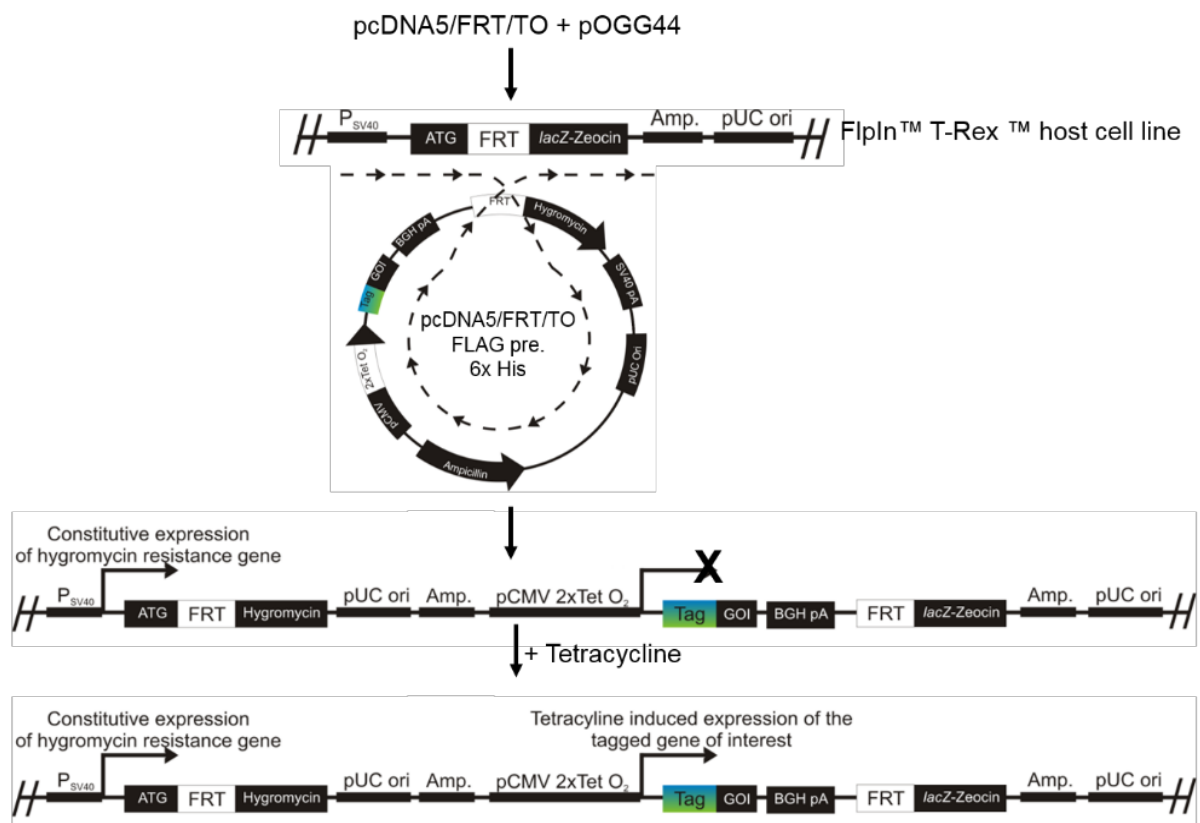 pcDNA5/FRT/TO + pOGG44
PSV40 ATG FRT lacZ-Zeocin Amp. pUC ori
FlpIn™ T-Rex ™ host cell line
FRT
Hygromycin
SV40 pA
pUC Ori
Ampicillin
pCMV
2xTet O2
Tag
GOI
BGH pA
pcDNA5/FRT/TO
FLAG pre.
6x His
Constitutive expression
of hygromycin resistance gene
X
PSV40 ATG FRT Hygromycin pUC ori Amp. pCMV 2xTet O2 Tag GOI BGH pA FRT lacZ-Zeocin Amp. pUC ori
+ Tetracycline
Constitutive expression
of hygromycin resistance gene
Tetracyline induced expression of the
tagged gene of interest
PSV40 ATG FRT Hygromycin pUC ori Amp. pCMV 2xTet O2 Tag GOI BGH pA FRT lacZ-Zeocin Amp. pUC ori